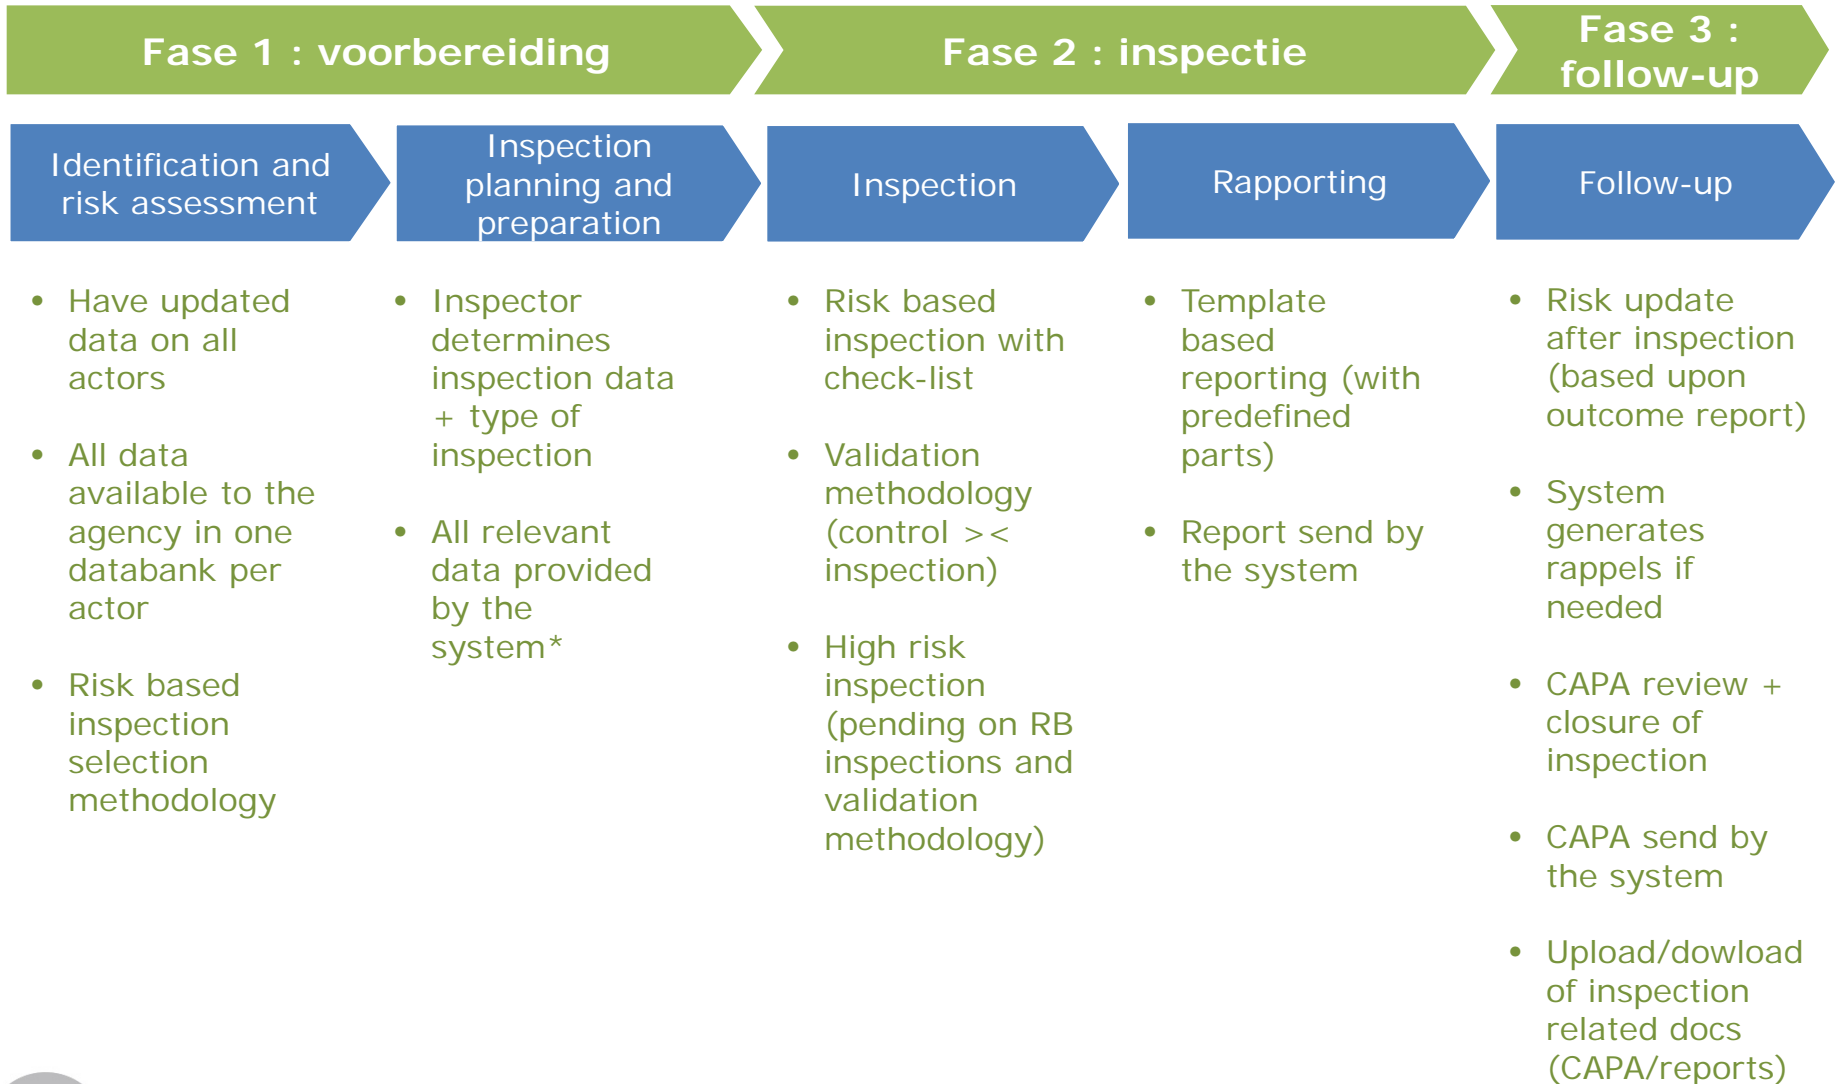 Fase 1 : voorbereiding
Fase 2 : inspectie
Fase 3 :
follow-up
Identification and
risk assessment
Inspection
planning and
preparation
Inspection
Rapporting
Follow-up
• Have updated
data on all
actors
• All data
available to the
agency in one
databank per
actor
• Risk based
inspection
selection
methodology
• Inspector
determines
inspection data
+ type of
inspection
• All relevant
data provided
by the
system*
• Risk based
inspection with
check-list
• Validation
methodology
(control ><
inspection)
• High risk
inspection
(pending on RB
inspections and
validation
methodology)
• Template
based
reporting (with
predefined
parts)
• Report send by
the system
• Risk update
after inspection
(based upon
outcome report)
• System
generates
rappels if
needed
• CAPA review +
closure of
inspection
• CAPA send by
the system
• Upload/dowload
of inspection
related docs
(CAPA/reports)